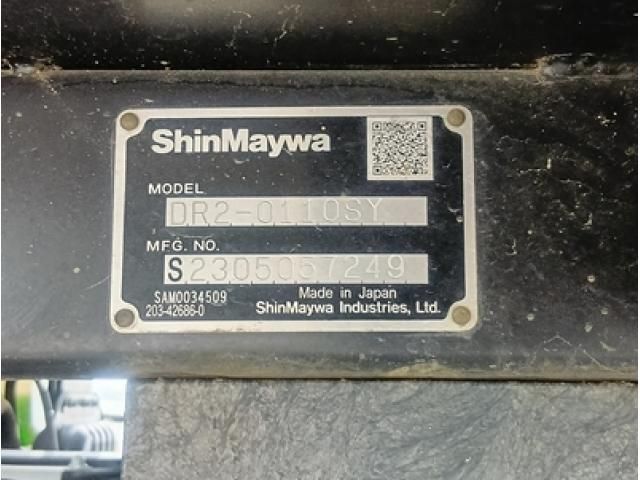 ShinMaywa
MODEL
DR2-0110SY
MFG. NO.
S2305057249
SAM0034509
203-42686-0
Made in Japan
ShinMaywa Industries, Ltd.